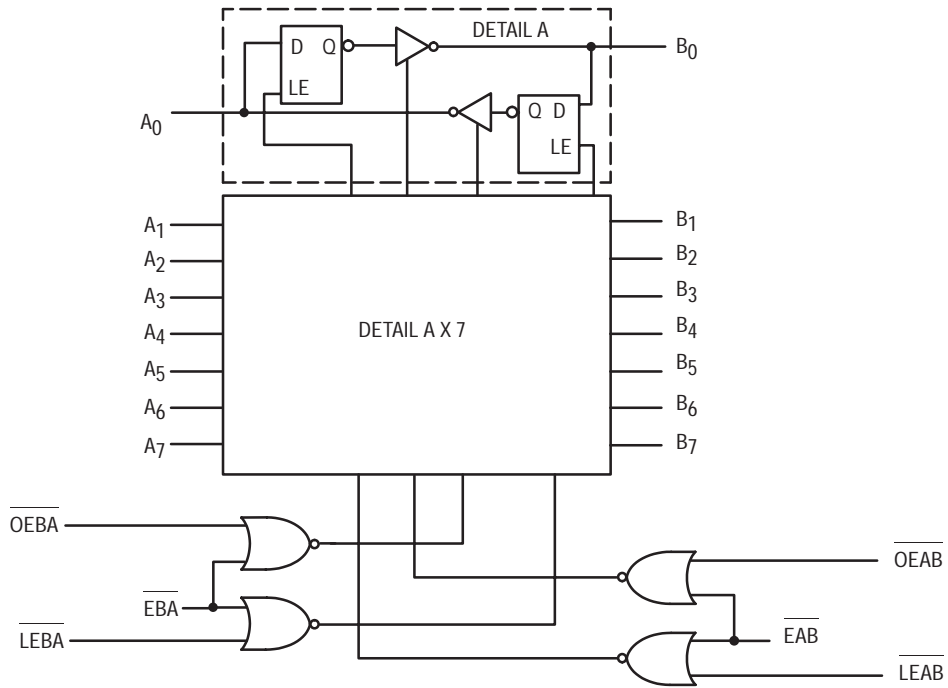 DETAIL A
D Q
LE
B0
A0
Q D
LE
A1
A2
A3
A4
A5
A6
A7
DETAIL A X 7
B1
B2
B3
B4
B5
B6
B7
OEBA
EBA
LEBA
OEAB
EAB
LEAB